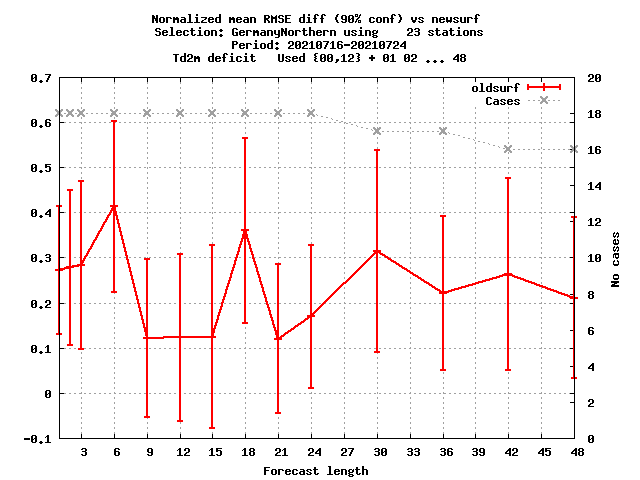 Normalized mean RMSE diff (90% conf) vs newsurf
Selection: GermanyNorthern using    23 stations
Period: 20210716-20210724
Td2m deficit   Used {00,12} + 01 02 ... 48
oldsurf
Cases
0.7
0.6
0.5
0.4
0.3
0.2
0.1
0
-0.1
20
18
16
14
12
10
8
6
4
2
0
No cases
3 6 9 12 15 18 21 24 27 30 33 36 39 42 45 48
Forecast length